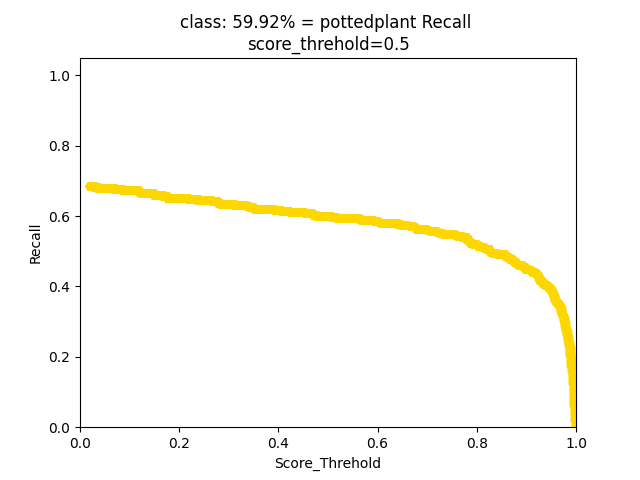 class: 59.92% = pottedplant Recall
score_threhold=0.5
1.0
0.8
0.6
0.4
0.2
0.0
Recall
0.0 0.2 0.4 0.6 0.8 1.0
Score_Threhold